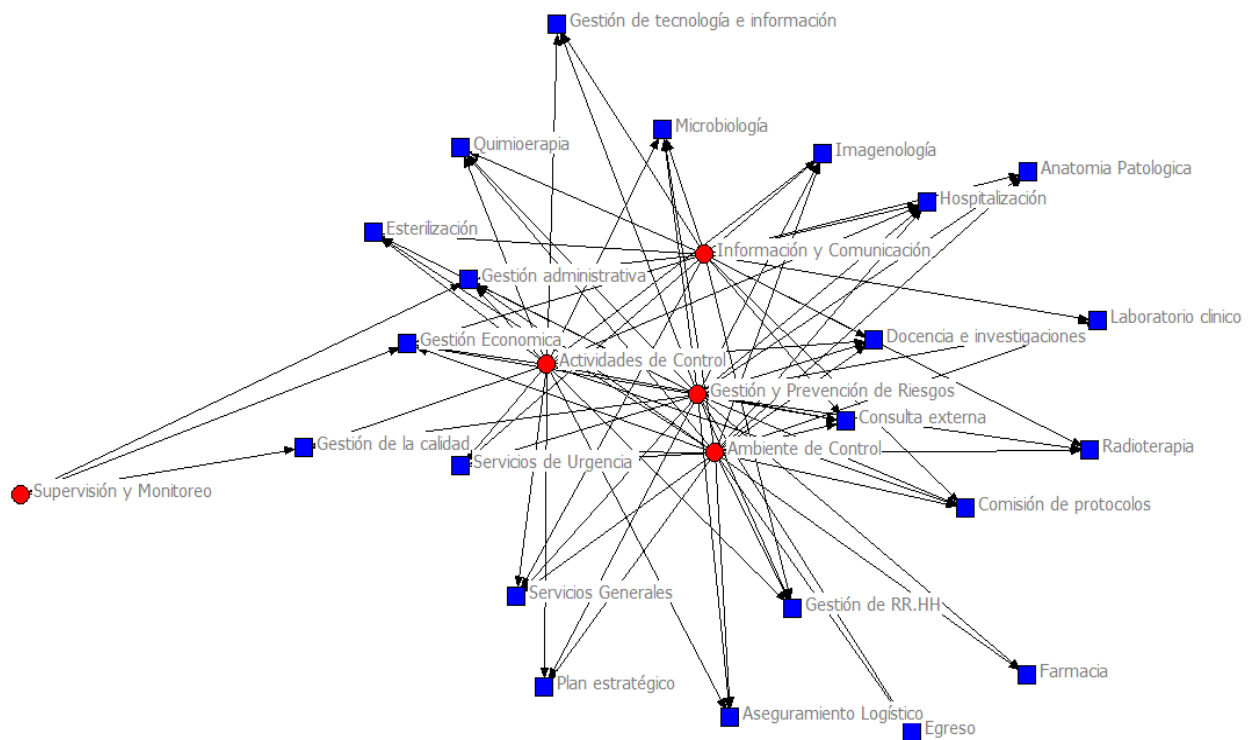 Gestión de tecnología e información
Microbiología
Quimioerapia
Imagenología
Anatomia Patologica
Hospitalización
Esterilización
Información y Comunicación
Gestión administrativa
Laboratorio clinico
Gestión Economica
Docencia e investigaciones
Actividades de Control
Gestión y Prevención de Riesgos
Consulta externa
Gestión de la calidad
Ambiente de Control
Radioterapia
Servicios de Urgencia
Supervisión y Monitoreo
Comisión de protocolos
Servicios Generales
Gestión de RR.HH
Farmacia
Plan estratégico
Aseguramiento Logístico
Egreso